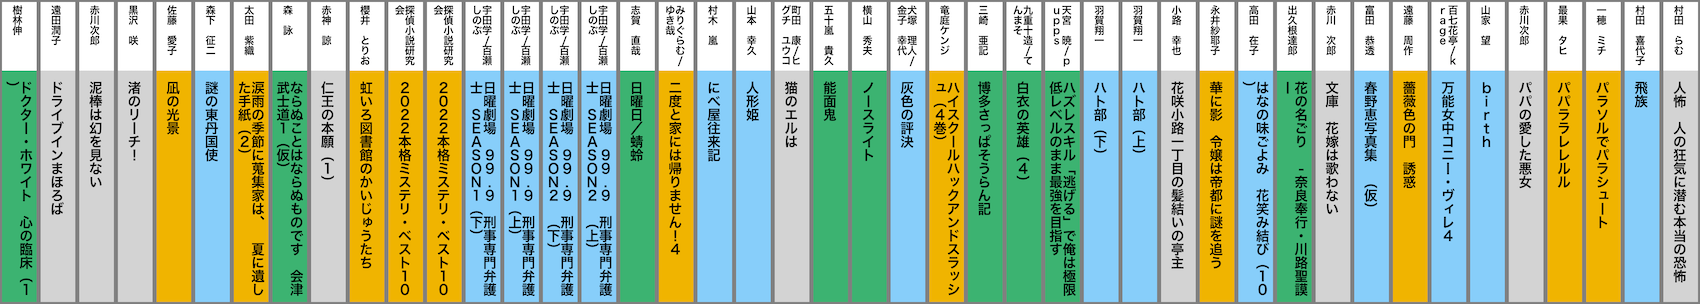 村田　らむ
人怖　人の狂気に潜む本当の恐怖
村田　喜代子
飛族
一穂　ミチ
パラソルでパラシュート
最果　タヒ
パパララレレルル
赤川次郎
パパの愛した悪女
山家　望
ｂｉｒｔｈ
百七花亭／ｋ
ｒａｇｅ
万能女中コニー・ヴィレ４
遠藤　周作
薔薇色の門　誘惑
富田　恭透
春野恵写真集　（仮）
赤川　次郎
文庫　花嫁は歌わない
出久根達郎
花の名ごり　－奈良奉行・川路聖謨
ー
高田　在子
はなの味ごよみ　花笑み結び（１０
）
永井紗耶子
華に影　令嬢は帝都に謎を追う
小路　幸也
花咲小路一丁目の髪結いの亭主
羽賀翔一
ハト部（上）
羽賀翔一
ハト部（下）
天宮　暁／ｐ
ｕｐｐｓ
ハズレスキル「逃げる」で俺は極限
低レベルのまま最強を目指す
九重十造／て
んまそ
白衣の英雄（４）
三崎　亜記
博多さっぱそうらん記
竜庭ケンジ
ハイスクールハックアンドスラッシ
ュ（４巻）
犬塚　理人／
金子　幸代
灰色の評決
横山　秀夫
ノースライト
五十嵐　貴久
能面鬼
町田　康／ヒ
グチ　ユウコ
猫のエルは
山本　幸久
人形姫
村木　嵐
にべ屋往来記
みりぐらむ／
ゆき哉
二度と家には帰りません！４
志賀　直哉
日曜日／蜻蛉
宇田学／百瀬
しのぶ
日曜劇場　９９．９　刑事専門弁護
士　ＳＥＡＳＯＮ２　（上）
宇田学／百瀬
しのぶ
日曜劇場　９９．９　刑事専門弁護
士　ＳＥＡＳＯＮ２　（下）
宇田学／百瀬
しのぶ
日曜劇場　９９．９　刑事専門弁護
士　ＳＥＡＳＯＮ１（上）
宇田学／百瀬
しのぶ
日曜劇場　９９．９　刑事専門弁護
士　ＳＥＡＳＯＮ１（下）
探偵小説研究
会
２０２２本格ミステリ・ベスト１０
探偵小説研究
会
２０２２本格ミステリ・ベスト１０
櫻井　とりお
虹いろ図書館のかいじゅうたち
赤神　諒
仁王の本願（１）
森　詠
ならぬことはならぬものです　会津
武士道１（仮）
太田　紫織
涙雨の季節に蒐集家は、　夏に遺し
た手紙（２）
森下　征二
謎の東丹国使
佐藤　愛子
凪の光景
黒沢　咲
渚のリーチ！
赤川次郎
泥棒は幻を見ない
遠田潤子
ドライブインまほろば
樹林伸
ドクター・ホワイト　心の臨床（１
）